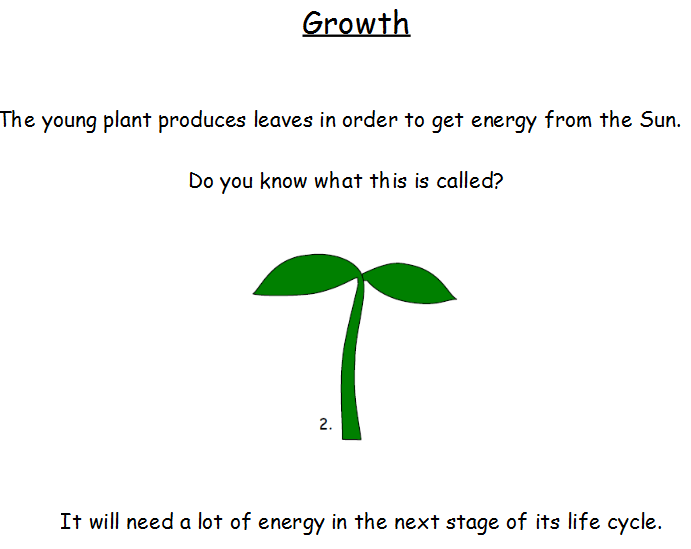 Growth
The young plant produces leaves in order to get energy from the Sun.
Do you know what this is called?
2.
It will need a lot of energy in the next stage of its life cycle.